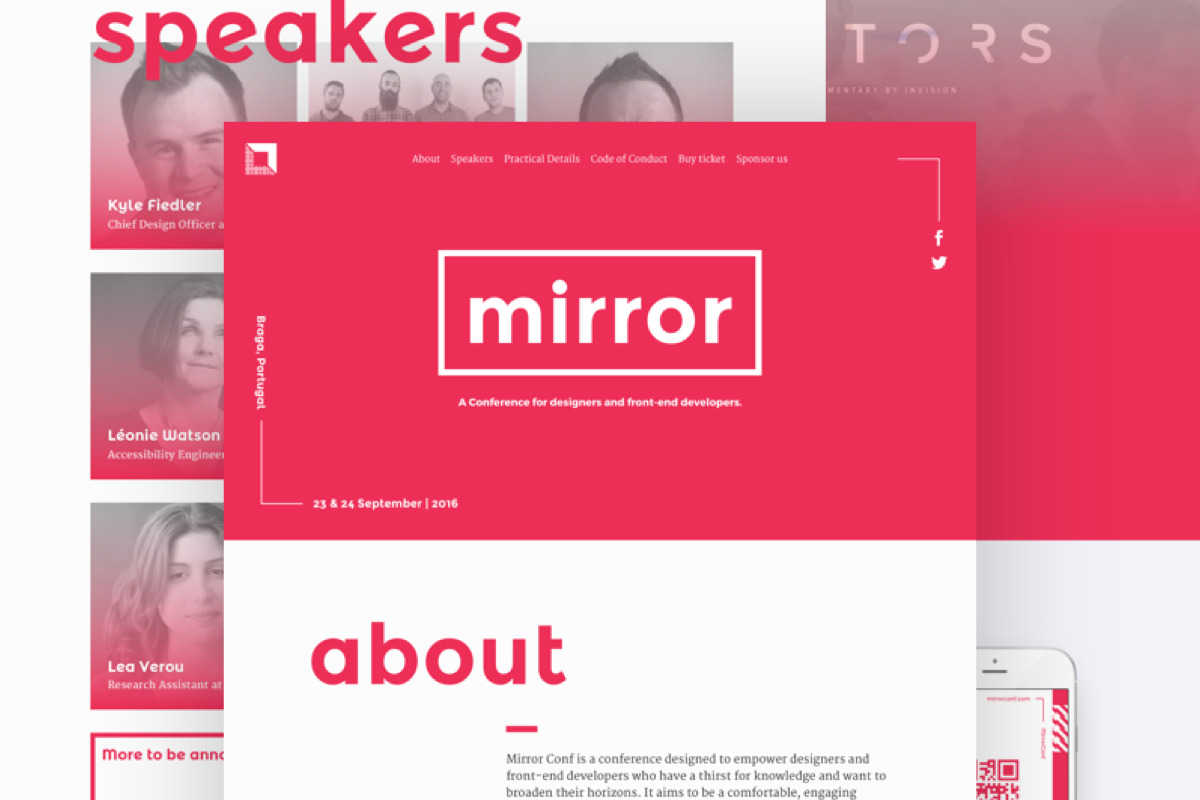 speakers
TORS
MENTARY BY INVISION
Kyle Fiedler
Chief Design Officer a
Léonie Watson
Accessibility Engineer
Lea Verou
Research Assistant at
More to be anno
About Speakers Practical Details Code of Conduct Buy ticket Sponsor us
mirror
A Conference for designers and front-end developers.
Braga, Portugal
23 & 24 September | 2016
about
Mirror Conf is a conference designed to empower designers and
front-end developers who have a thirst for knowledge and want to
broaden their horizons. It aims to be a comfortable, engaging
mirrorconf.com